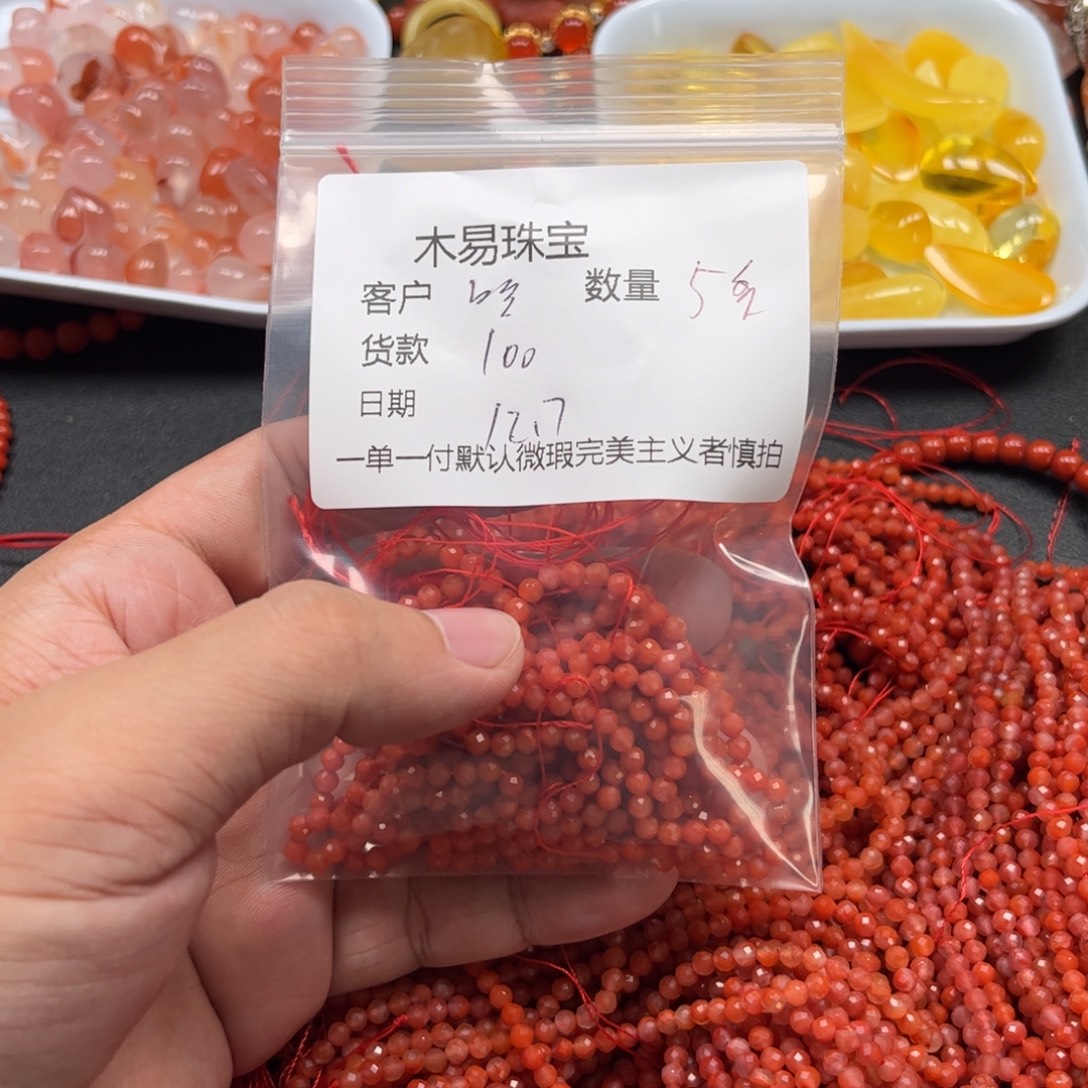 木易珠宝
客户 数量 5条
货款 100
日期 12.7
一单一付默认微瑕完美主义者慎拍